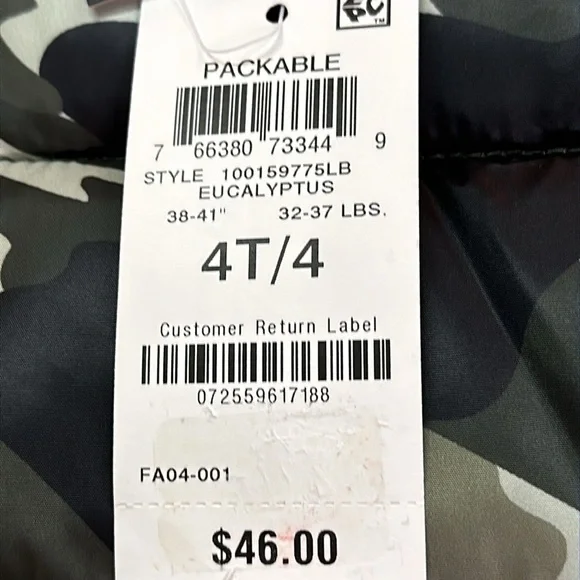 PC™
PACKABLE
7 66380 73344 9
STYLE 100159775LB
EUCALYPTUS
38-41" 32-37 LBS.
4T/4
Customer Return Label
072559617188
FA04-001
$46.00